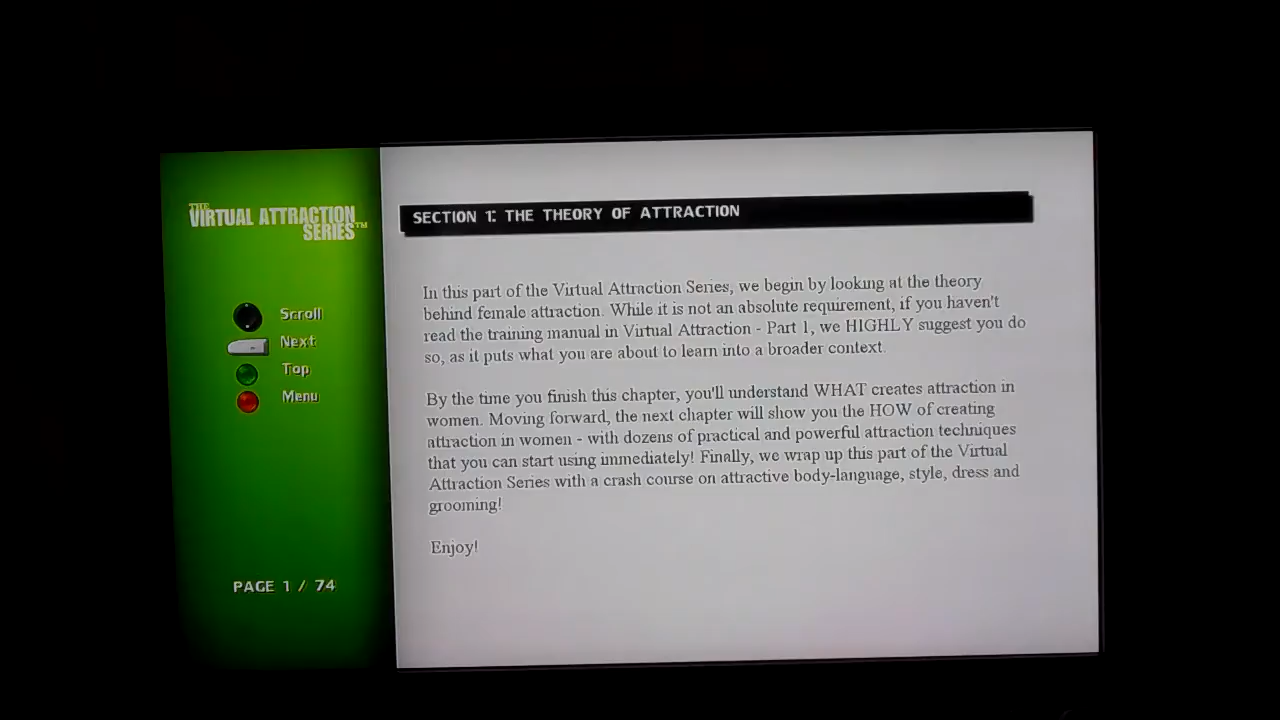 THE
VIRTUAL ATTRACTION
SERIES™
Scroll
Next
Top
Menu
PAGE 1 / 74
SECTION 1: THE THEORY OF ATTRACTION
In this part of the Virtual Attraction Series, we begin by looking at the theory
behind female attraction. While it is not an absolute requirement, if you haven't
read the training manual in Virtual Attraction - Part 1, we HIGHLY suggest you do
so, as it puts what you are about to learn into a broader context.
By the time you finish this chapter, you'll understand WHAT creates attraction in
women. Moving forward, the next chapter will show you the HOW of creating
attraction in women - with dozens of practical and powerful attraction techniques
that you can start using immediately! Finally, we wrap up this part of the Virtual
Attraction Series with a crash course on attractive body-language, style, dress and
grooming!
Enjoy!